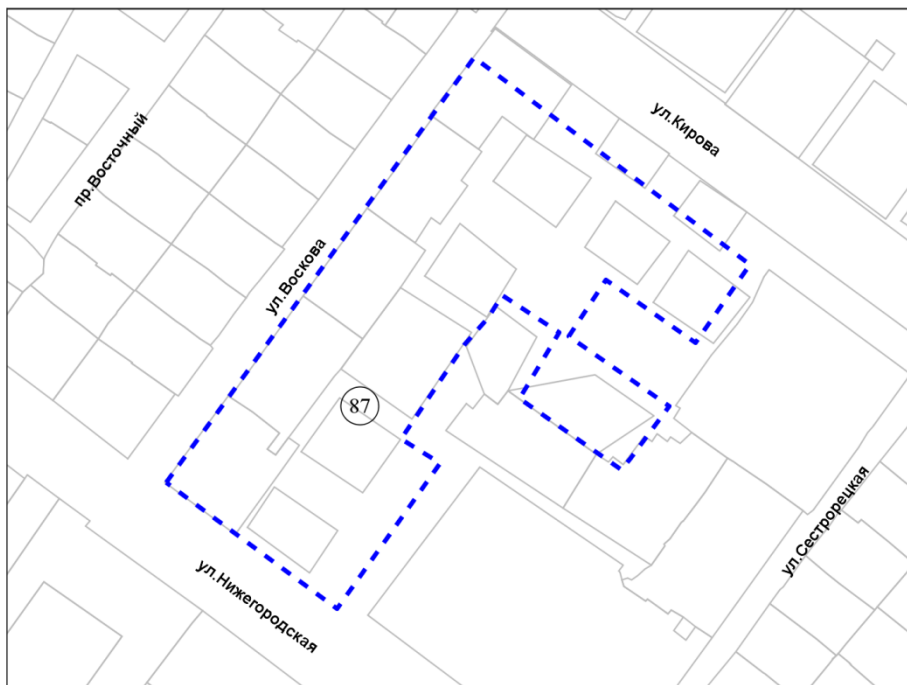 ул.Кирова
пр.Восточный
ул.Воскова
87
ул.Сестрорецкая
ул.Нижегородская